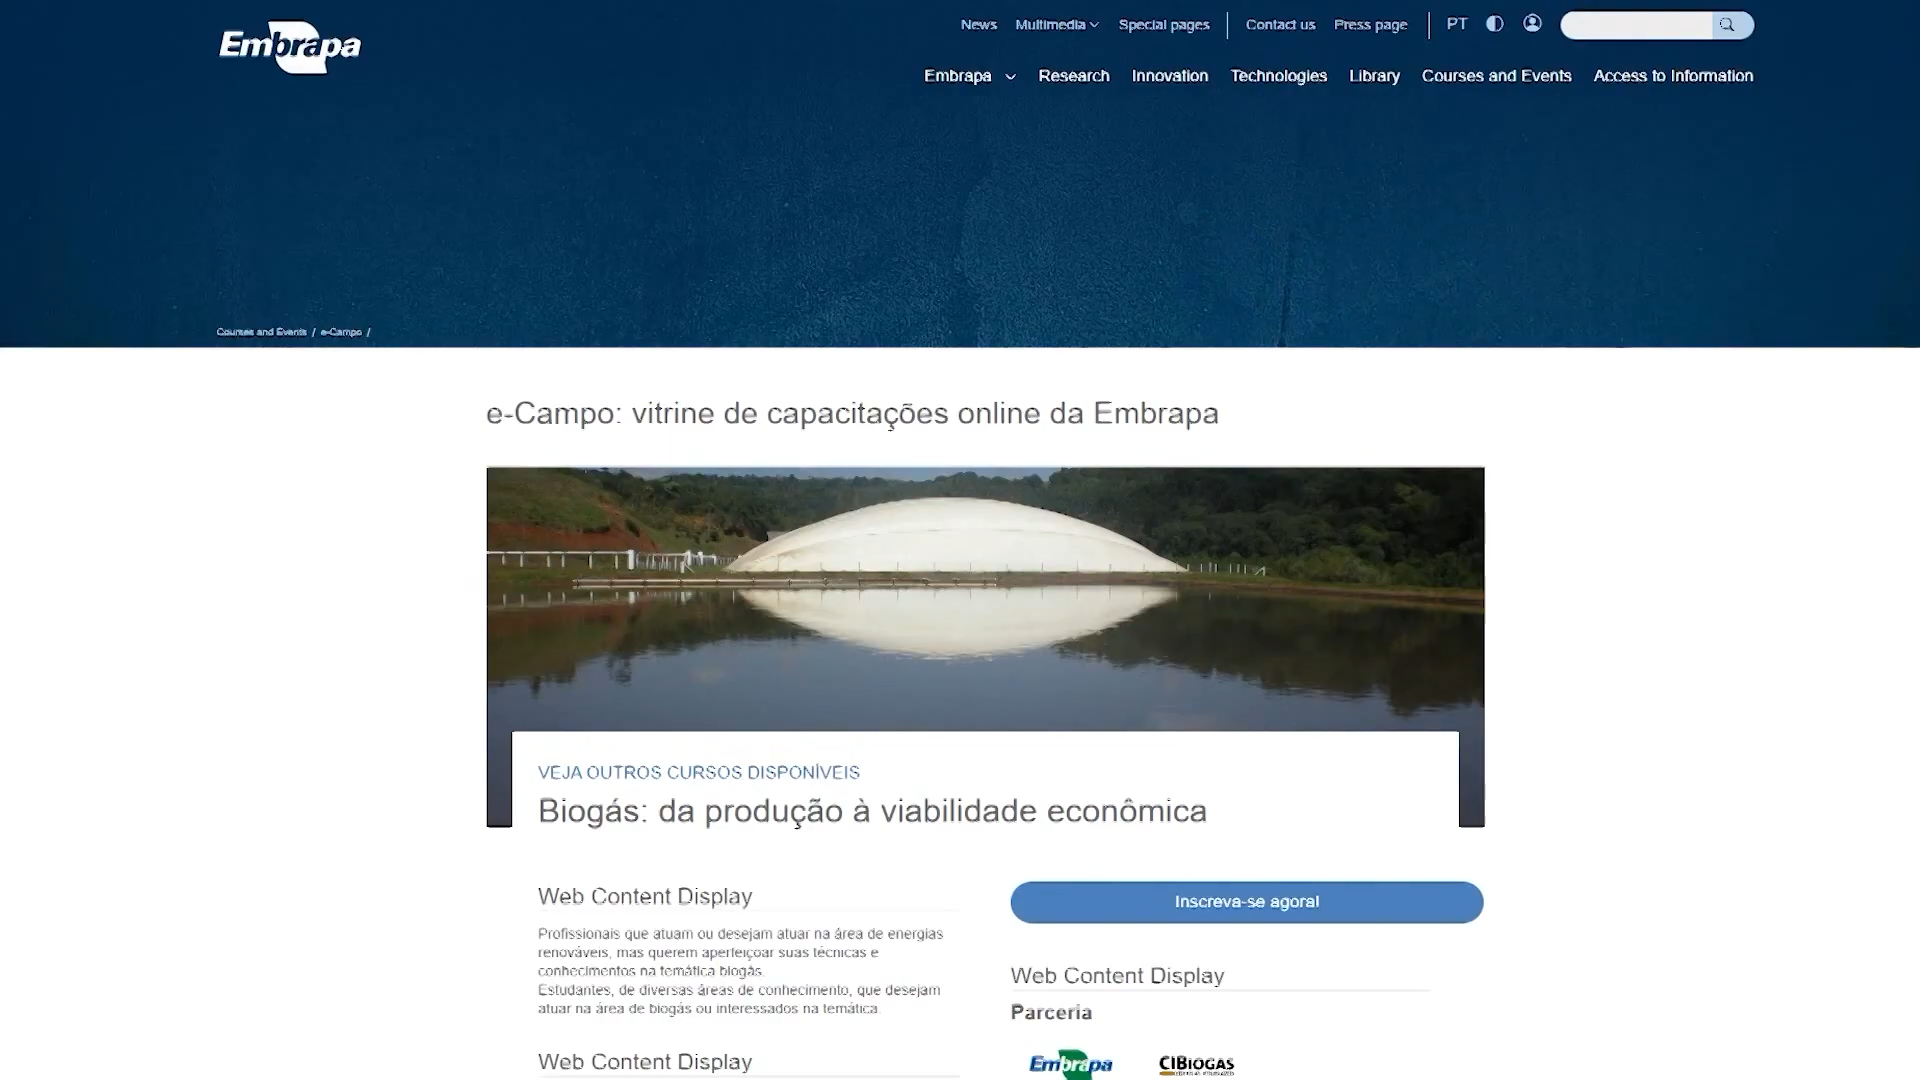 Embrapa
News Multimedia Special pages Contact us Press page PT
Embrapa Research Innovation Technologies Library Courses and Events Access to Information
Courses and Events / e-Campo /
e-Campo: vitrine de capacitações online da Embrapa
VEJA OUTROS CURSOS DISPONÍVEIS
Biogás: da produção à viabilidade econômica
Web Content Display
Profissionais que atuam ou desejam atuar na área de energias
renováveis, mas querem aperfeiçoar suas técnicas e
conhecimentos na temática biogás.
Estudantes, de diversas áreas de conhecimento, que desejam
atuar na área de biogás ou interessados na temática.
Web Content Display
Inscreva-se agora!
Web Content Display
Parceria
Embrapa CIBIOGAS